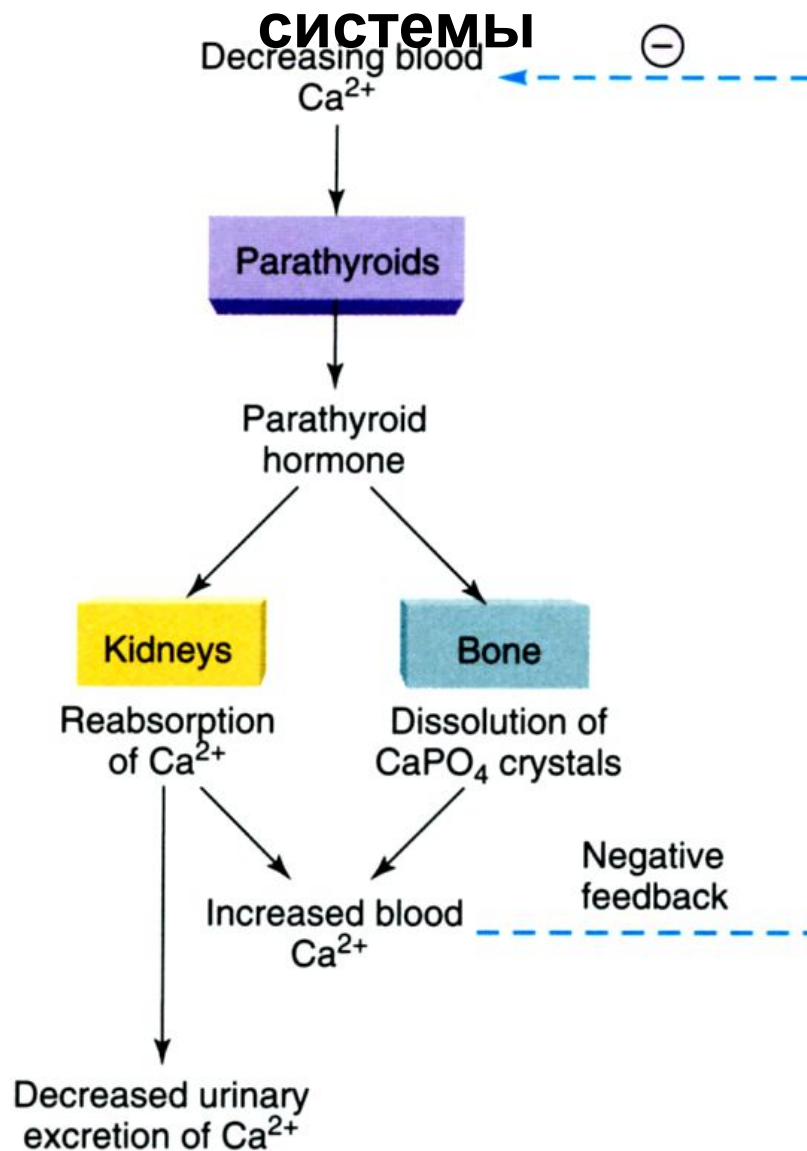 системы
Decreasing blood
Ca²⁺
⊖
Parathyroids
Parathyroid
hormone
Kidneys
Bone
Reabsorption
of Ca²⁺
Dissolution of
CaPO₄ crystals
Negative
feedback
Increased blood
Ca²⁺
Decreased urinary
excretion of Ca²⁺